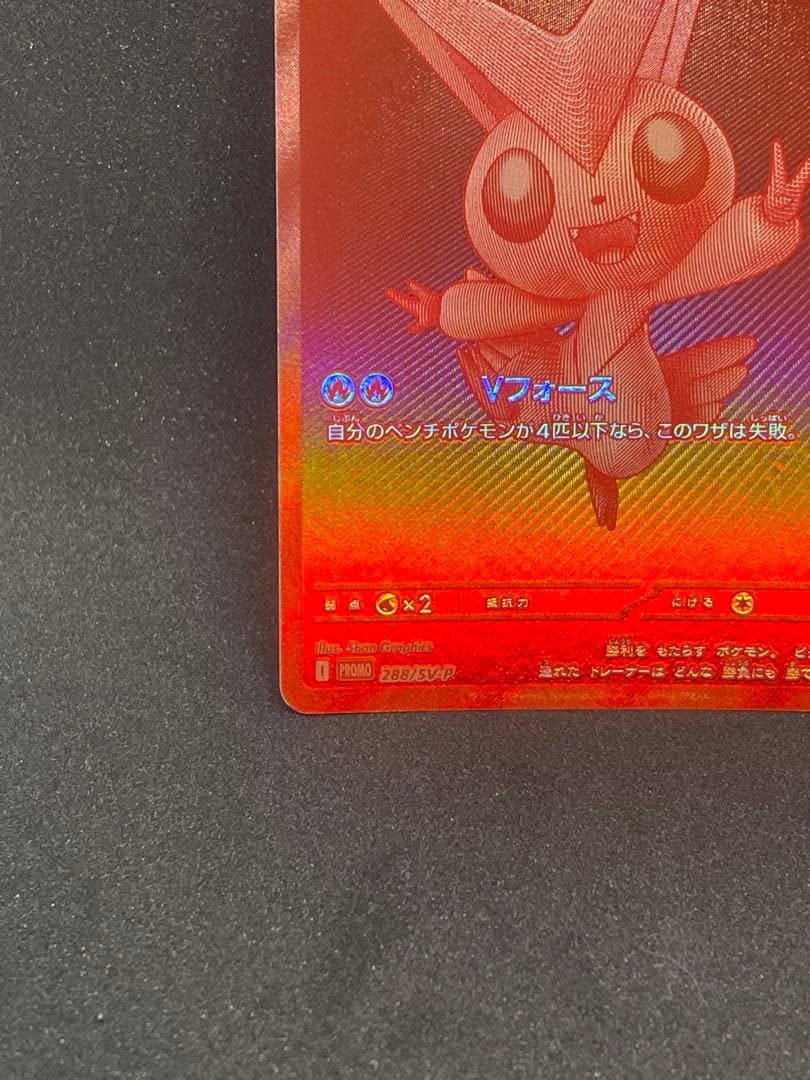 Vフォース
自分のベンチポケモンが4匹以下なら、このワザは失敗。
弱点 ×2 抵抗力 にげる
Illus. 5ban Graphics
勝利を もたらす ポケモン。
I PROMO 288/SV-P
連れた トレーナーは どんな 勝負にも